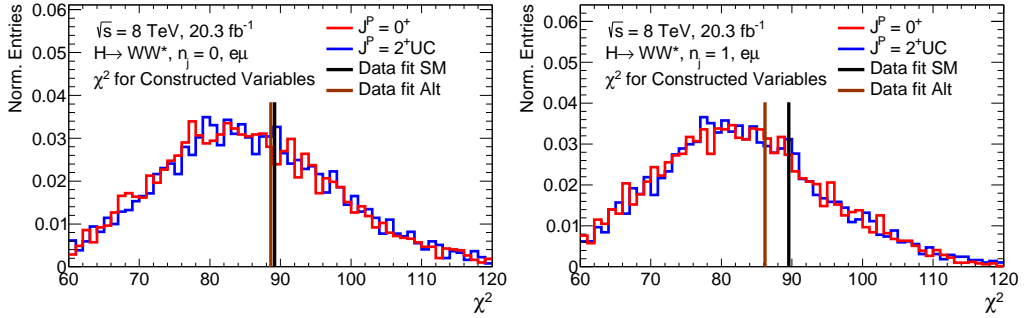 Norm. Entries
0.06
0.05
0.04
0.03
0.02
0.01
0
√s = 8 TeV, 20.3 fb⁻¹
H→ WW*, nⱼ = 0, eμ
χ² for Constructed Variables
Jᴾ = 0⁺
Jᴾ = 2⁺UC
Data fit SM
Data fit Alt
60 70 80 90 100 110 120
χ²
Norm. Entries
0.06
0.05
0.04
0.03
0.02
0.01
0
√s = 8 TeV, 20.3 fb⁻¹
H→ WW*, nⱼ = 1, eμ
χ² for Constructed Variables
Jᴾ = 0⁺
Jᴾ = 2⁺UC
Data fit SM
Data fit Alt
60 70 80 90 100 110 120
χ²